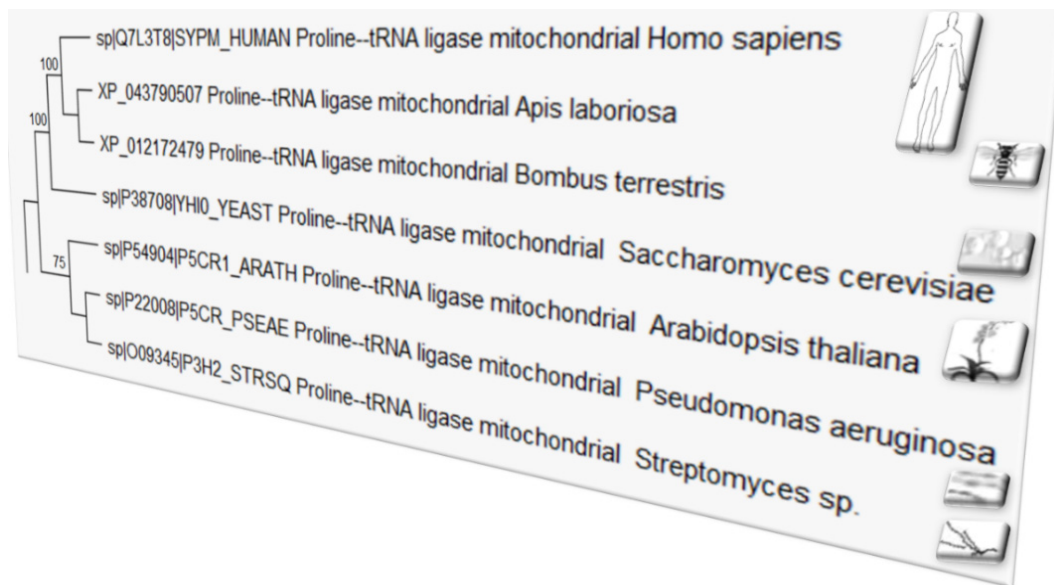 sp|Q7L3T8|SYPM_HUMAN Proline--tRNA ligase mitochondrial Homo sapiens
100
XP_043790507 Proline--tRNA ligase mitochondrial Apis laboriosa
100
XP_012172479 Proline--tRNA ligase mitochondrial Bombus terrestris
sp|P38708|YHI0_YEAST Proline--tRNA ligase mitochondrial Saccharomyces cerevisiae
sp|P54904|P5CR1_ARATH Proline--tRNA ligase mitochondrial Arabidopsis thaliana
75
sp|P22008|P5CR_PSEAE Proline--tRNA ligase mitochondrial Pseudomonas aeruginosa
sp|O09345|P3H2_STRSQ Proline--tRNA ligase mitochondrial Streptomyces sp.